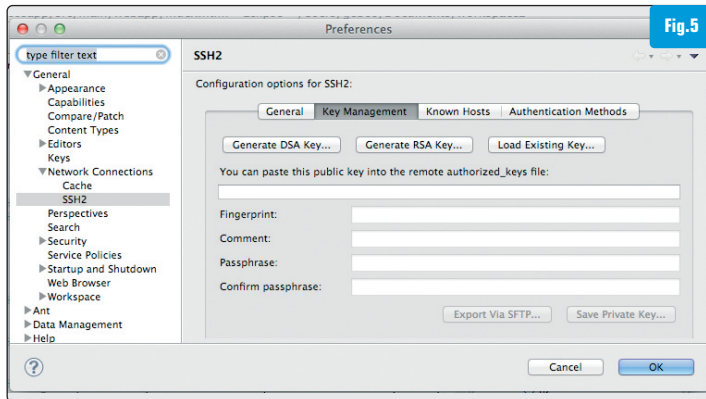 Preferences
Fig.5
type filter text
General
Appearance
Capabilities
Compare/Patch
Content Types
Editors
Keys
Network Connections
Cache
SSH2
Perspectives
Search
Security
Service Policies
Startup and Shutdown
Web Browser
Workspace
Ant
Data Management
Help
SSH2
Configuration options for SSH2:
General Key Management Known Hosts Authentication Methods
Generate DSA Key... Generate RSA Key... Load Existing Key...
You can paste this public key into the remote authorized_keys file:
Fingerprint:
Comment:
Passphrase:
Confirm passphrase:
Export Via SFTP... Save Private Key...
?
Cancel OK